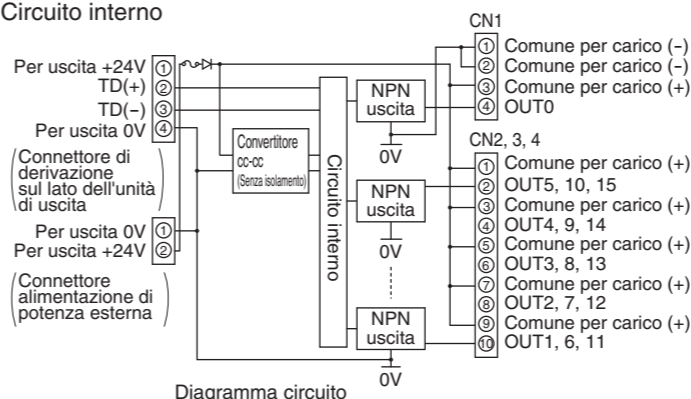 Circuito interno
Per uscita +24V ①
TD(+) ②
TD(−) ③
Per uscita 0V ④
(Connettore di
derivazione
sul lato dell'unità
di uscita)
Per uscita 0V ①
Per uscita +24V ②
(Connettore
alimentazione di
potenza esterna)
Convertitore
cc-cc
(Senza isolamento)
Circuito interno
NPN
uscita
0V
NPN
uscita
0V
NPN
uscita
0V
CN1
① Comune per carico (−)
② Comune per carico (−)
③ Comune per carico (+)
④ OUT0
CN2, 3, 4
① Comune per carico (+)
② OUT5, 10, 15
③ Comune per carico (+)
④ OUT4, 9, 14
⑤ Comune per carico (+)
⑥ OUT3, 8, 13
⑦ Comune per carico (+)
⑧ OUT2, 7, 12
⑨ Comune per carico (+)
⑩ OUT1, 6, 11
Diagramma circuito